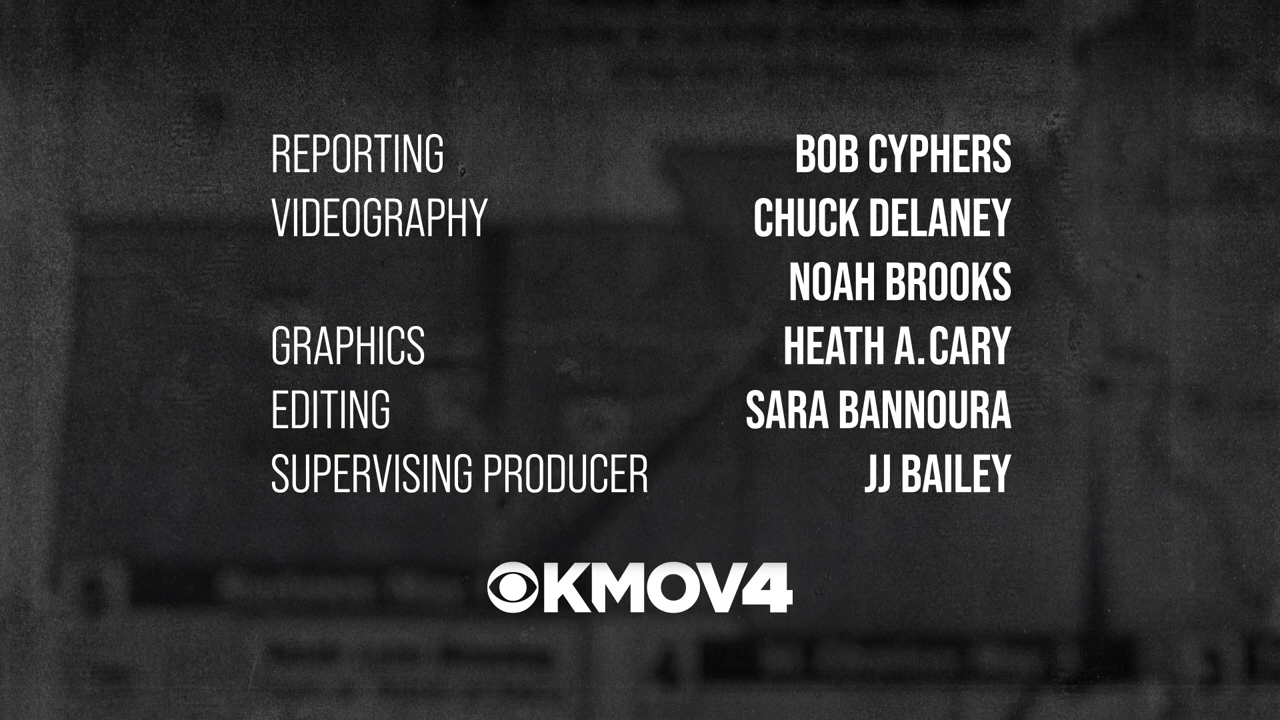 REPORTING BOB CYPHERS
VIDEOGRAPHY CHUCK DELANEY
NOAH BROOKS
GRAPHICS HEATH A. CARY
EDITING SARA BANNOURA
SUPERVISING PRODUCER JJ BAILEY
KMOV4